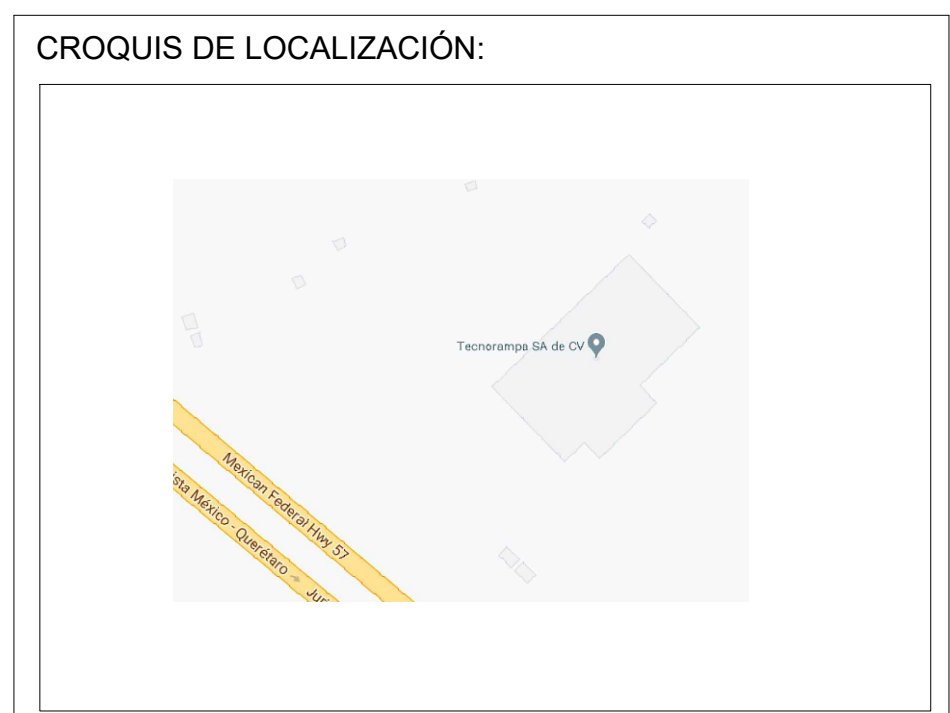 CROQUIS DE LOCALIZACIÓN:
Tecnorampa SA de CV
Mexican Federal Hwy 57
ista México - Querétaro → Juri